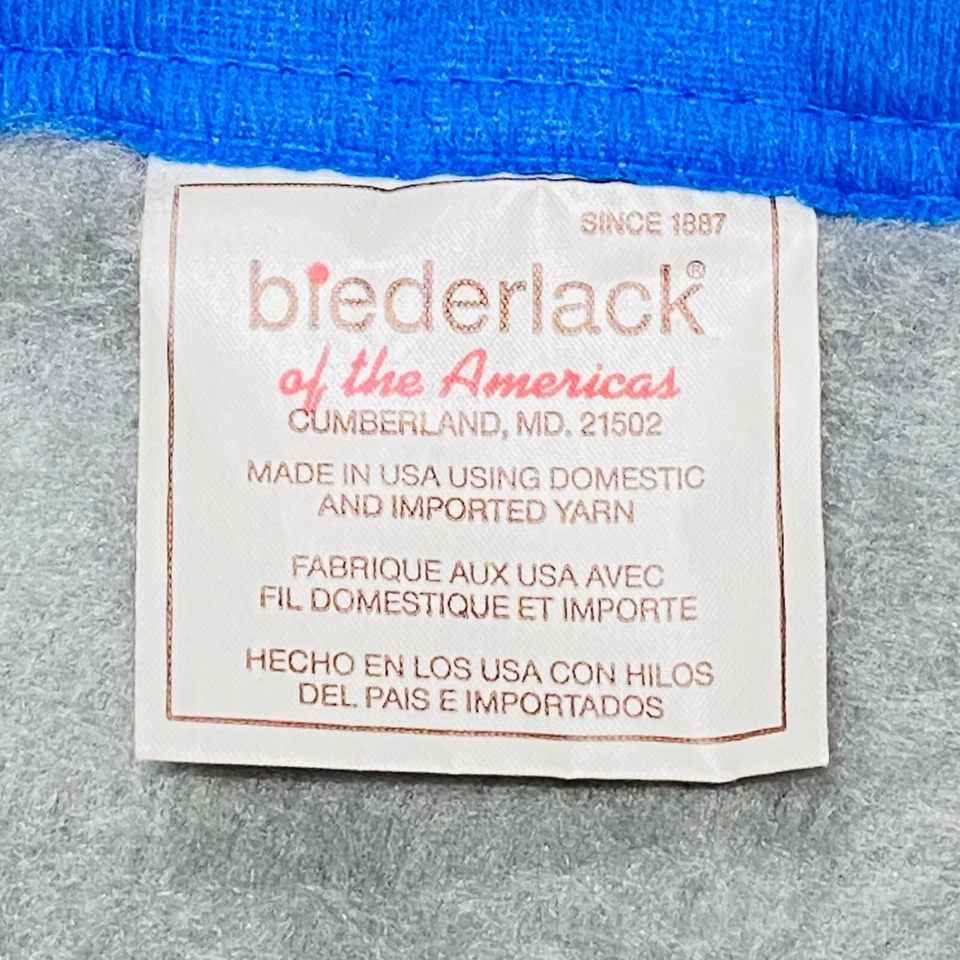 SINCE 1887
biederlack®
of the Americas
CUMBERLAND, MD. 21502
MADE IN USA USING DOMESTIC
AND IMPORTED YARN
FABRIQUE AUX USA AVEC
FIL DOMESTIQUE ET IMPORTE
HECHO EN LOS USA CON HILOS
DEL PAIS E IMPORTADOS